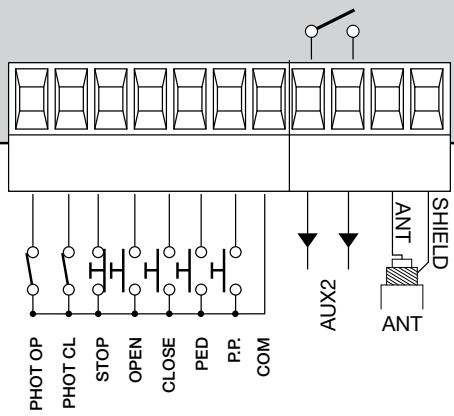 PHOT OP
PHOT CL
STOP
OPEN
CLOSE
PED
P.P.
COM
AUX2
ANT
SHIELD
ANT